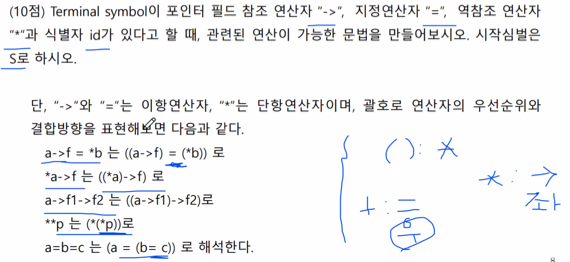 (10점) Terminal symbol이 포인터 필드 참조 연산자 "->", 지정연산자 "=", 역참조 연산자
"*"과 식별자 id가 있다고 할 때, 관련된 연산이 가능한 문법을 만들어보시오. 시작심벌은
S로 하시오.
단, "->"와 "="는 이항연산자, "*"는 단항연산자이며, 괄호로 연산자의 우선순위와
결합방향을 표현해보면 다음과 같다.
a->f = *b 는 ((a->f) = (*b)) 로
*a->f 는 ((*a)->f) 로
a->f1->f2 는 ((a->f1)->f2)로
**p 는 (*(*p))로
a=b=c 는 (a = (b= c)) 로 해석한다.
( ) : *
* : →
8